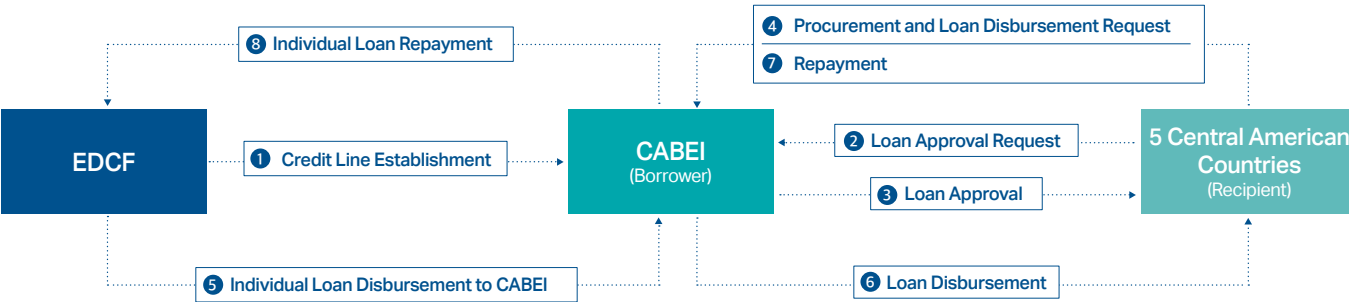 8 Individual Loan Repayment
4 Procurement and Loan Disbursement Request
7 Repayment
EDCF
1 Credit Line Establishment
CABEI
(Borrower)
2 Loan Approval Request
3 Loan Approval
5 Central American
Countries
(Recipient)
5 Individual Loan Disbursement to CABEI
6 Loan Disbursement